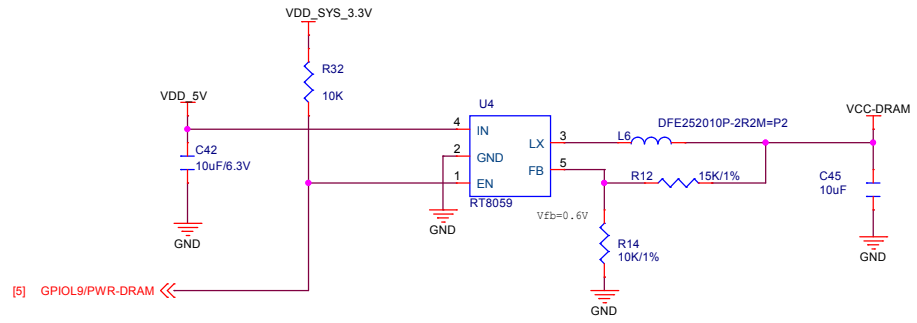 VDD_SYS_3.3V
R32
10K
VDD_5V
U4
VCC-DRAM
DFE252010P-2R2M=P2
4
IN
LX
3
L6
C42
10uF/6.3V
2
GND
FB
5
R12
15K/1%
C45
10uF
1
EN
RT8059
Vfb=0.6V
GND
GND
R14
10K/1%
GND
[5]
GPIOL9/PWR-DRAM
GND